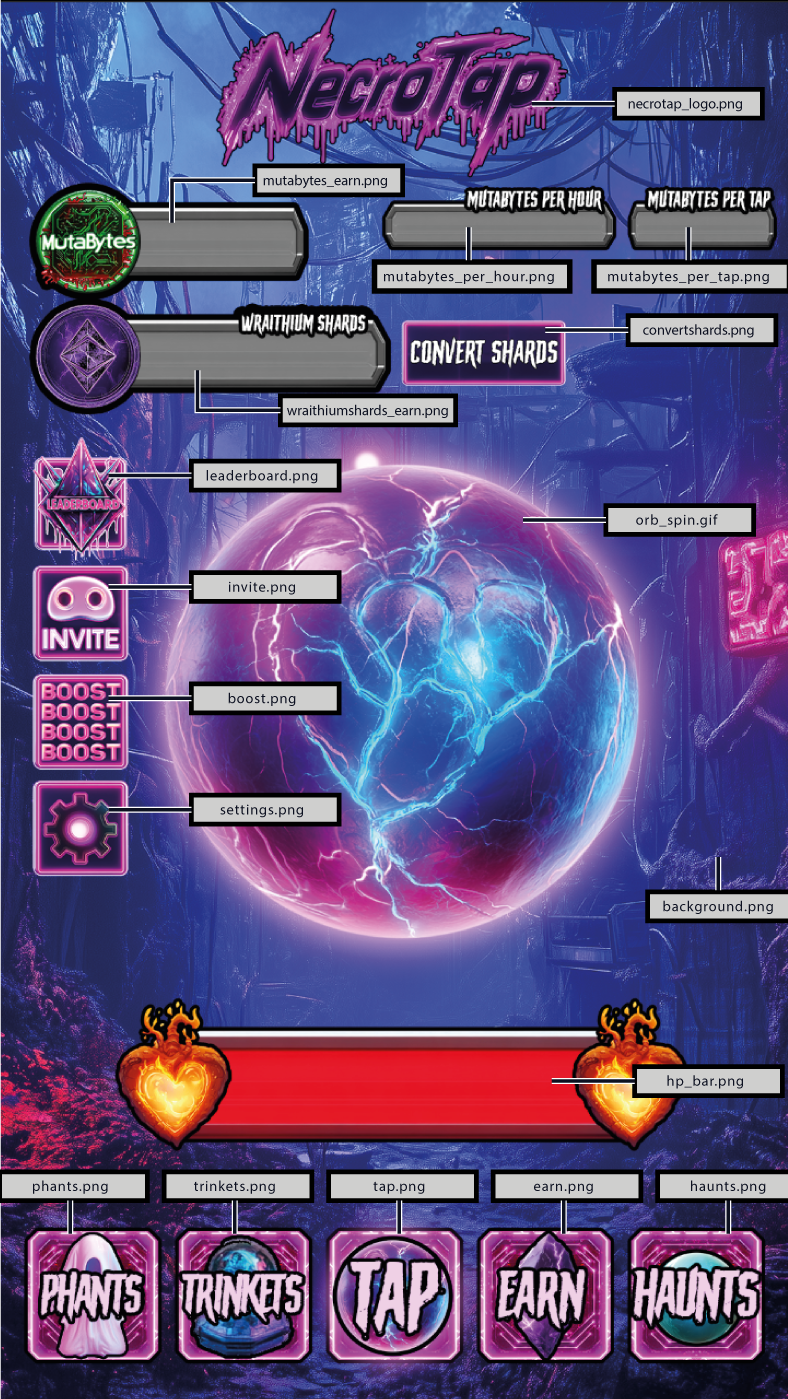 NecroTap
necrotap_logo.png
mutabytes_earn.png
MutaBytes
MUTABYTES PER HOUR
MUTABYTES PER TAP
mutabytes_per_hour.png
mutabytes_per_tap.png
WRAITHIUM SHARDS
CONVERT SHARDS
convertshards.png
wraithiumshards_earn.png
LEADERBOARD
leaderboard.png
orb_spin.gif
INVITE
invite.png
BOOST
BOOST
BOOST
BOOST
boost.png
settings.png
background.png
hp_bar.png
phants.png
trinkets.png
tap.png
earn.png
haunts.png
PHANTS
TRINKETS
TAP
EARN
HAUNTS